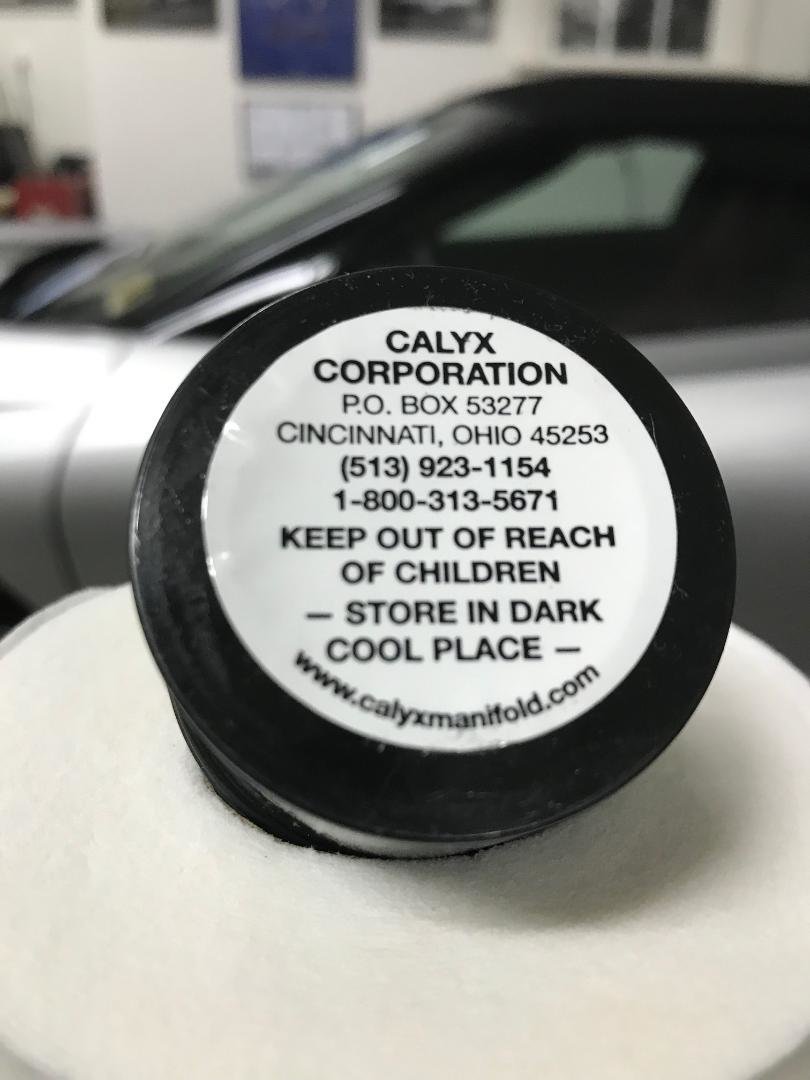 CALYX
CORPORATION
P.O. BOX 53277
CINCINNATI, OHIO 45253
(513) 923-1154
1-800-313-5671
KEEP OUT OF REACH
OF CHILDREN
— STORE IN DARK
COOL PLACE —
www.calyxmanifold.com